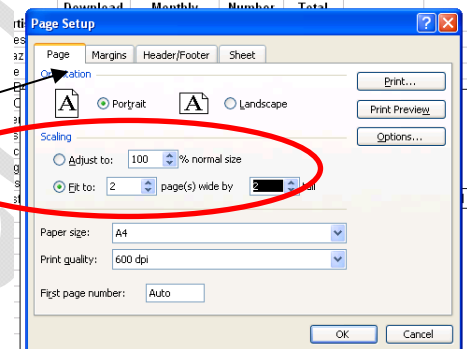 Download Monthly Number Total
Page Setup
Page Margins Header/Footer Sheet
Orientation
A Portrait A Landscape
Print...
Print Preview
Options...
Scaling
Adjust to: 100 % normal size
Fit to: 2 page(s) wide by 2 tall
Paper size: A4
Print quality: 600 dpi
First page number: Auto
OK Cancel